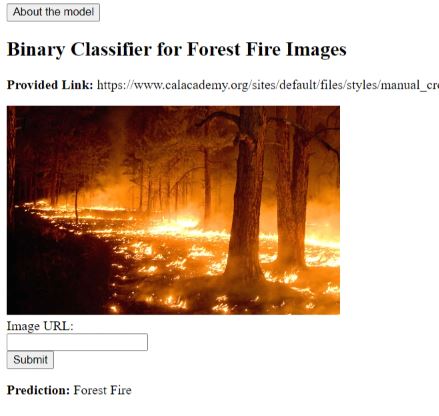 About the model
Binary Classifier for Forest Fire Images
Provided Link: https://www.calacademy.org/sites/default/files/styles/manual_cr
Image URL:
Submit
Prediction: Forest Fire